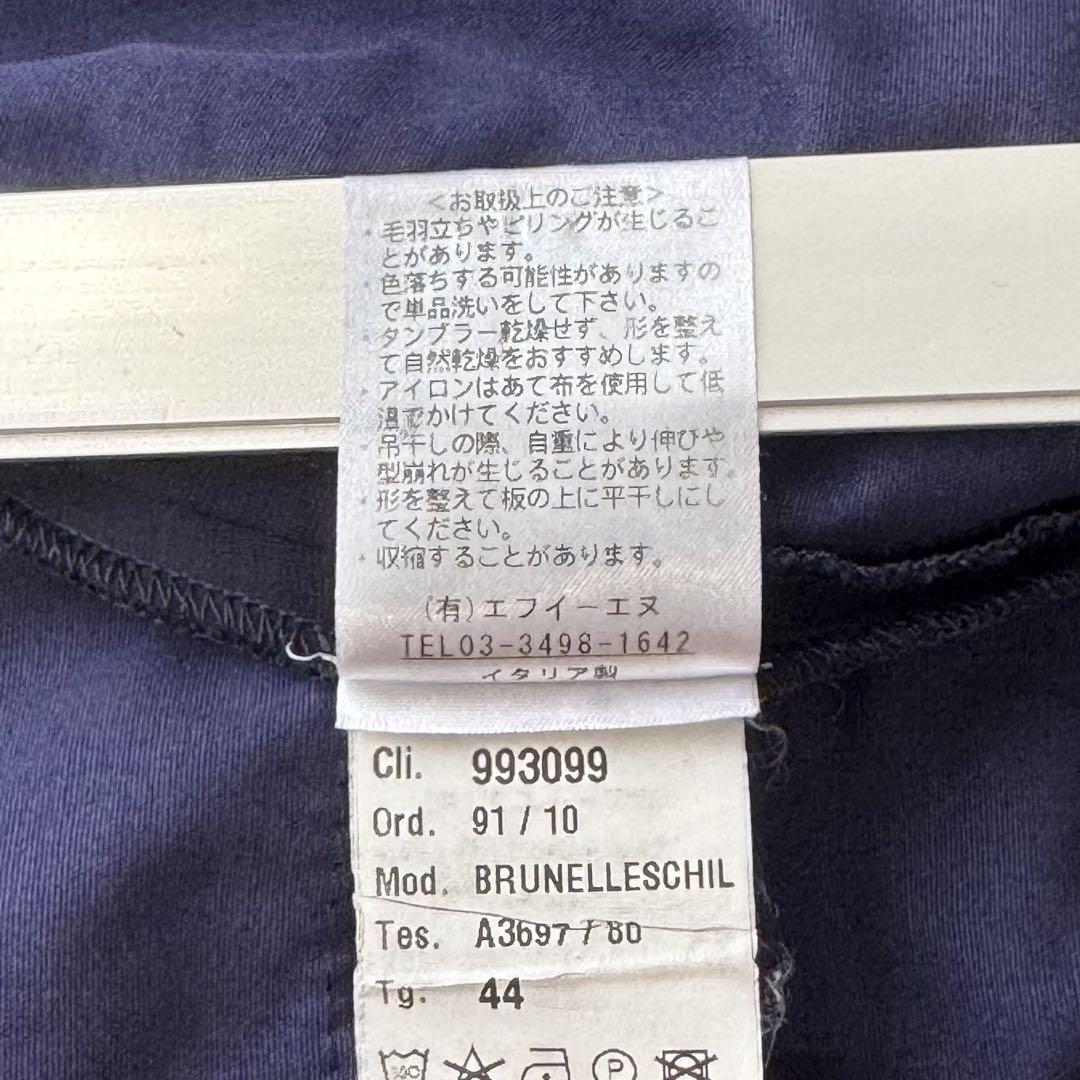 <お取扱上のご注意>
・毛羽立ちやピリングが生じるこ
とがあります。
・色落ちする可能性がありますの
で単品洗いをして下さい。
・タンブラー乾燥せず、形を整え
て自然乾燥をおすすめします。
・アイロンはあて布を使用して低
温でかけてください。
・吊干しの際、自重により伸びや
型崩れが生じることがあります。
・形を整えて板の上に平干しにし
てください。
・収縮することがあります。
(有)エフイーエヌ
TEL03-3498-1642
イタリア製
Cli. 993099
Ord. 91 / 10
Mod. BRUNELLESCHIL
Tes. A3697 / 80
Tg. 44
P